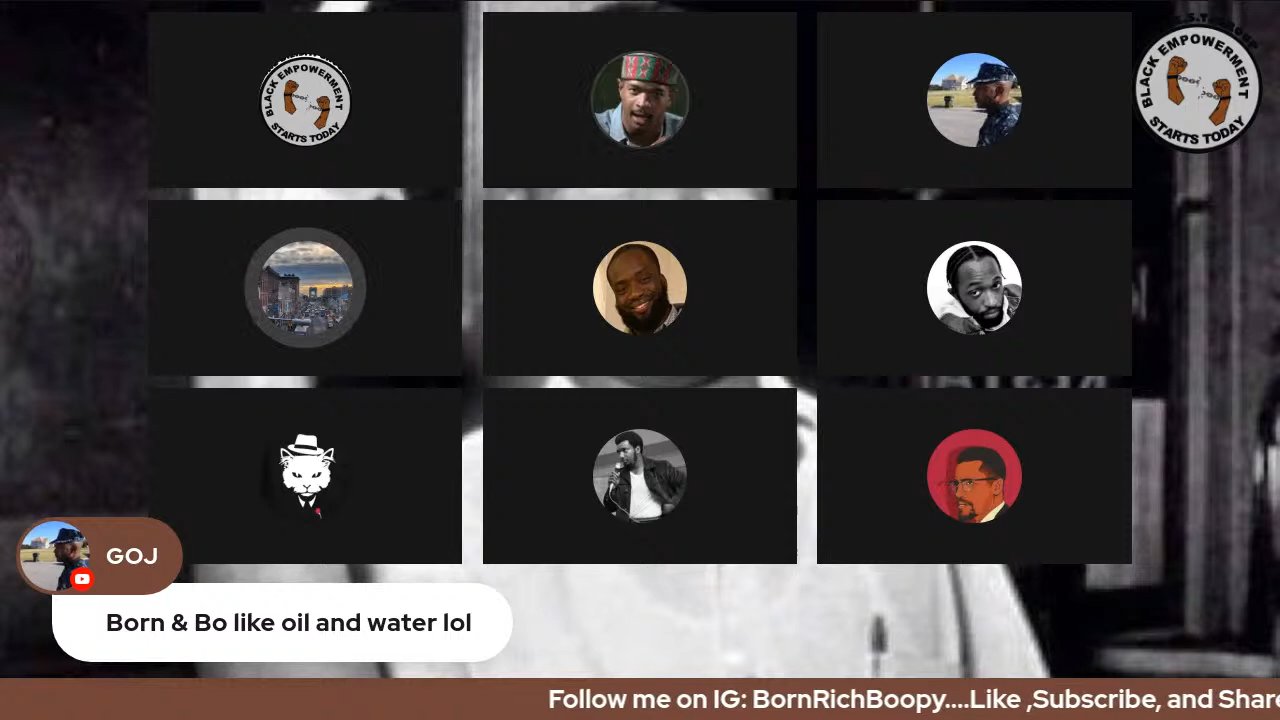 BLACK EMPOWERMENT
STARTS TODAY
BLACK EMPOWERMENT
STARTS TODAY
GOJ
Born & Bo like oil and water lol
Follow me on IG: BornRichBoopy....Like ,Subscribe, and Share